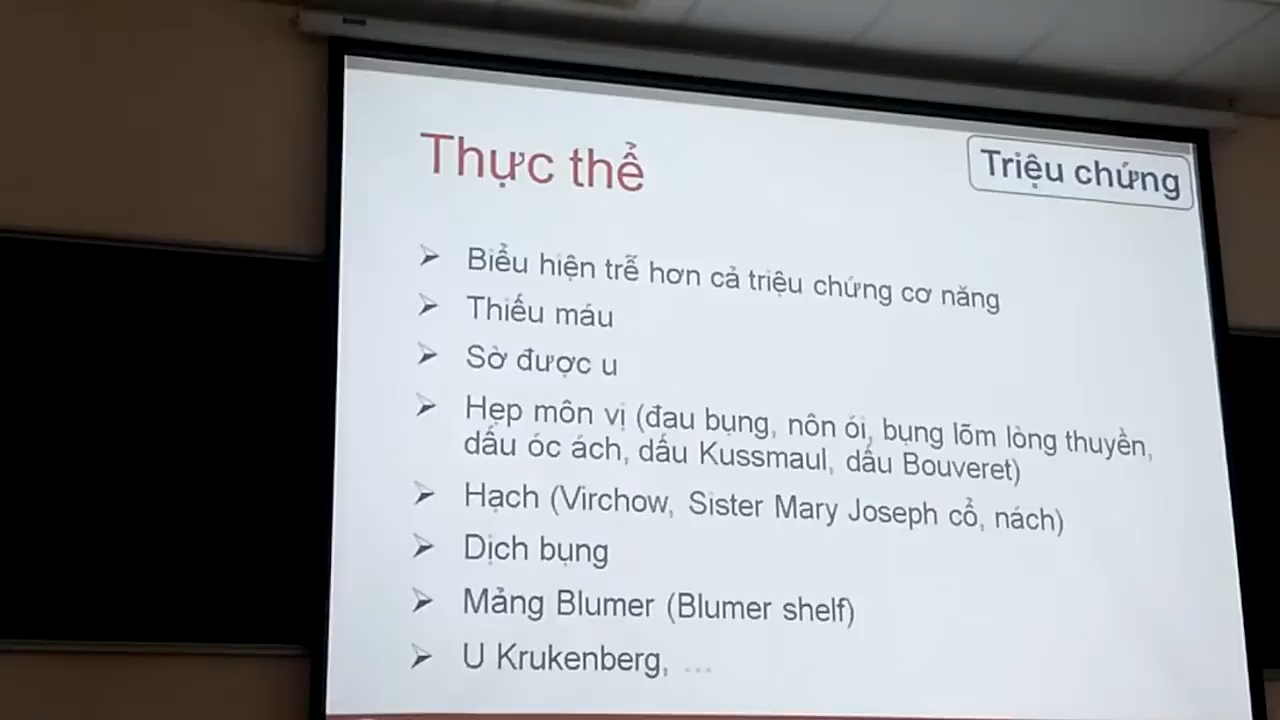 Thực thể
Triệu chứng
➢ Biểu hiện trễ hơn cả triệu chứng cơ năng
➢ Thiếu máu
➢ Sờ được u
➢ Hẹp môn vị (đau bụng, nôn ói, bụng lõm lòng thuyền,
dấu óc ách, dấu Kussmaul, dấu Bouveret)
➢ Hạch (Virchow, Sister Mary Joseph cổ, nách)
➢ Dịch bụng
➢ Mảng Blumer (Blumer shelf)
➢ U Krukenberg, ...